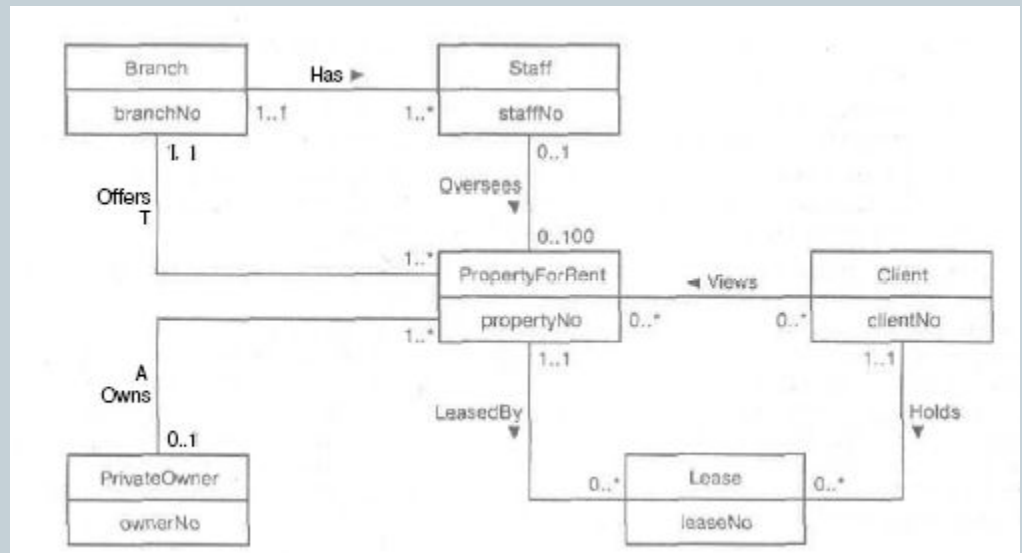 Branch
Has ►
Staff
branchNo
1..1
1..*
staffNo
1. 1
0..1
Offers
T
Oversees
▼
0..100
1..*
PropertyForRent
◄ Views
Client
propertyNo
0..*
0..*
clientNo
1..*
1..1
1..1
A
Owns
LeasedBy
▼
Holds
▼
0..1
PrivateOwner
0..*
Lease
0..*
ownerNo
leaseNo